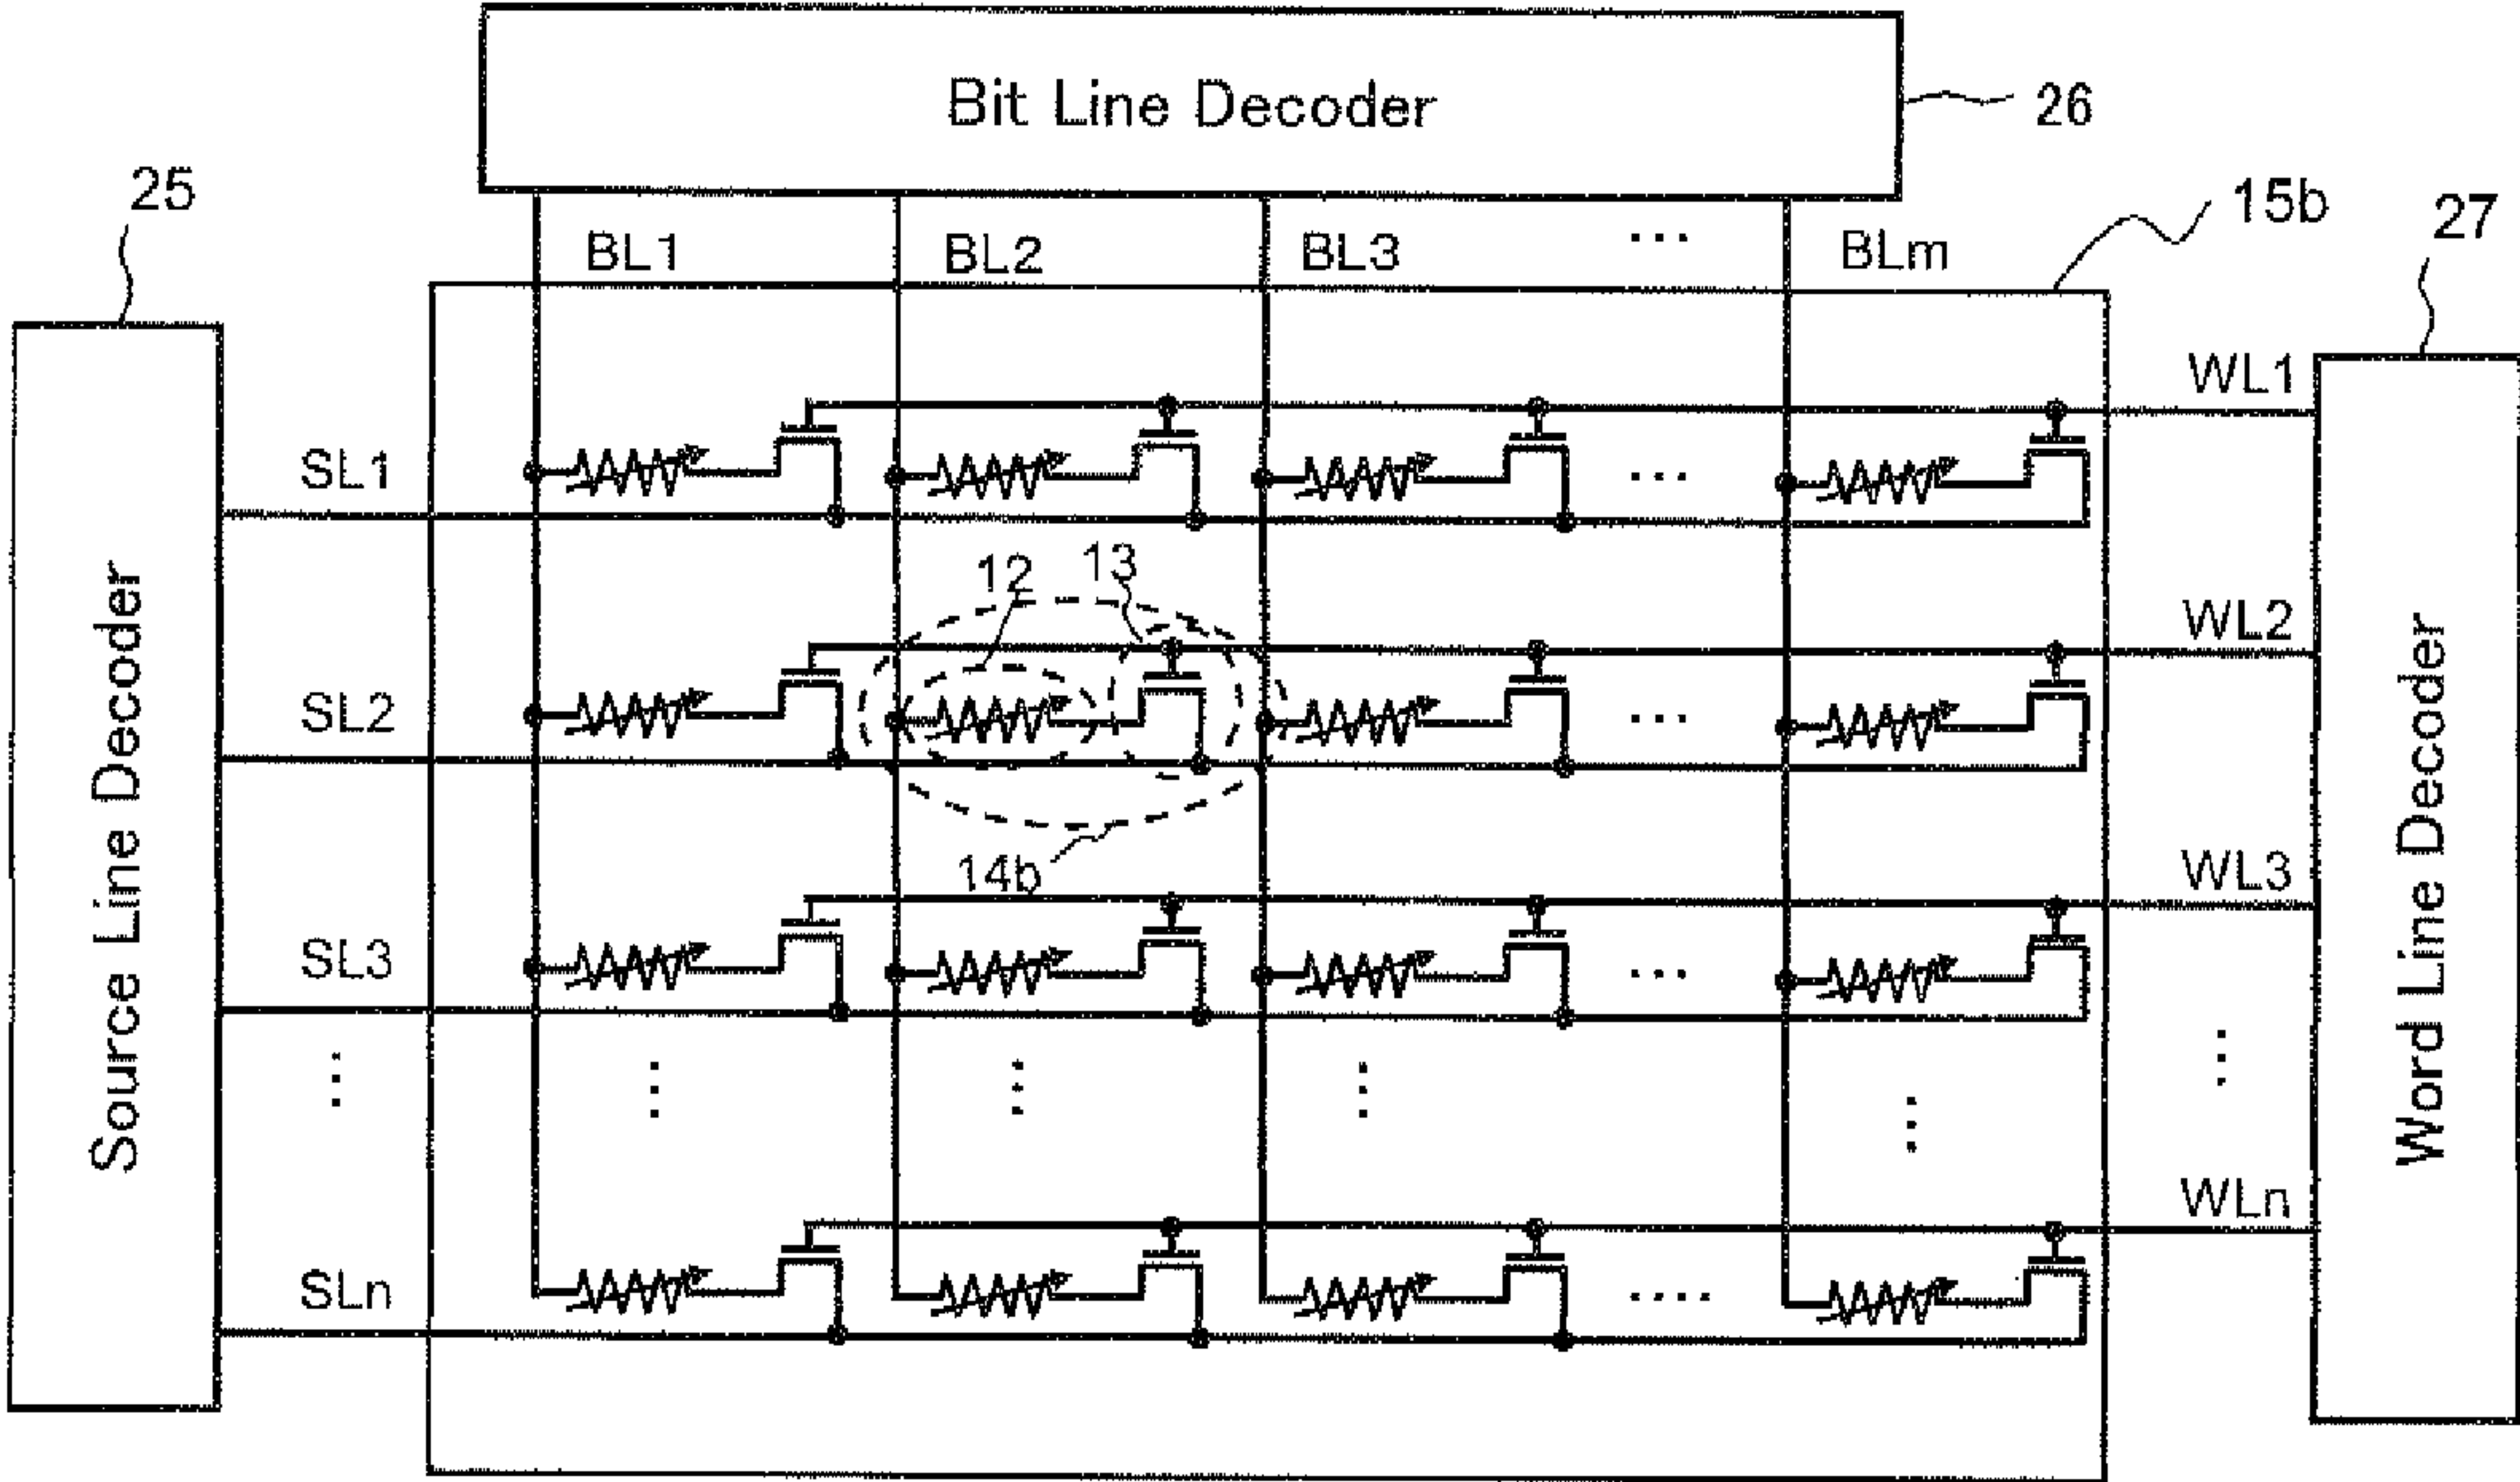 Bit Line Decoder
26
25
15b
27
BL1 BL2 BL3 ... BLm
WL1
SL1 ... 
12 13
WL2
SL2 ...
14b
WL3
SL3 ...
Source Line Decoder
Word Line Decoder
WLn
SLn ....